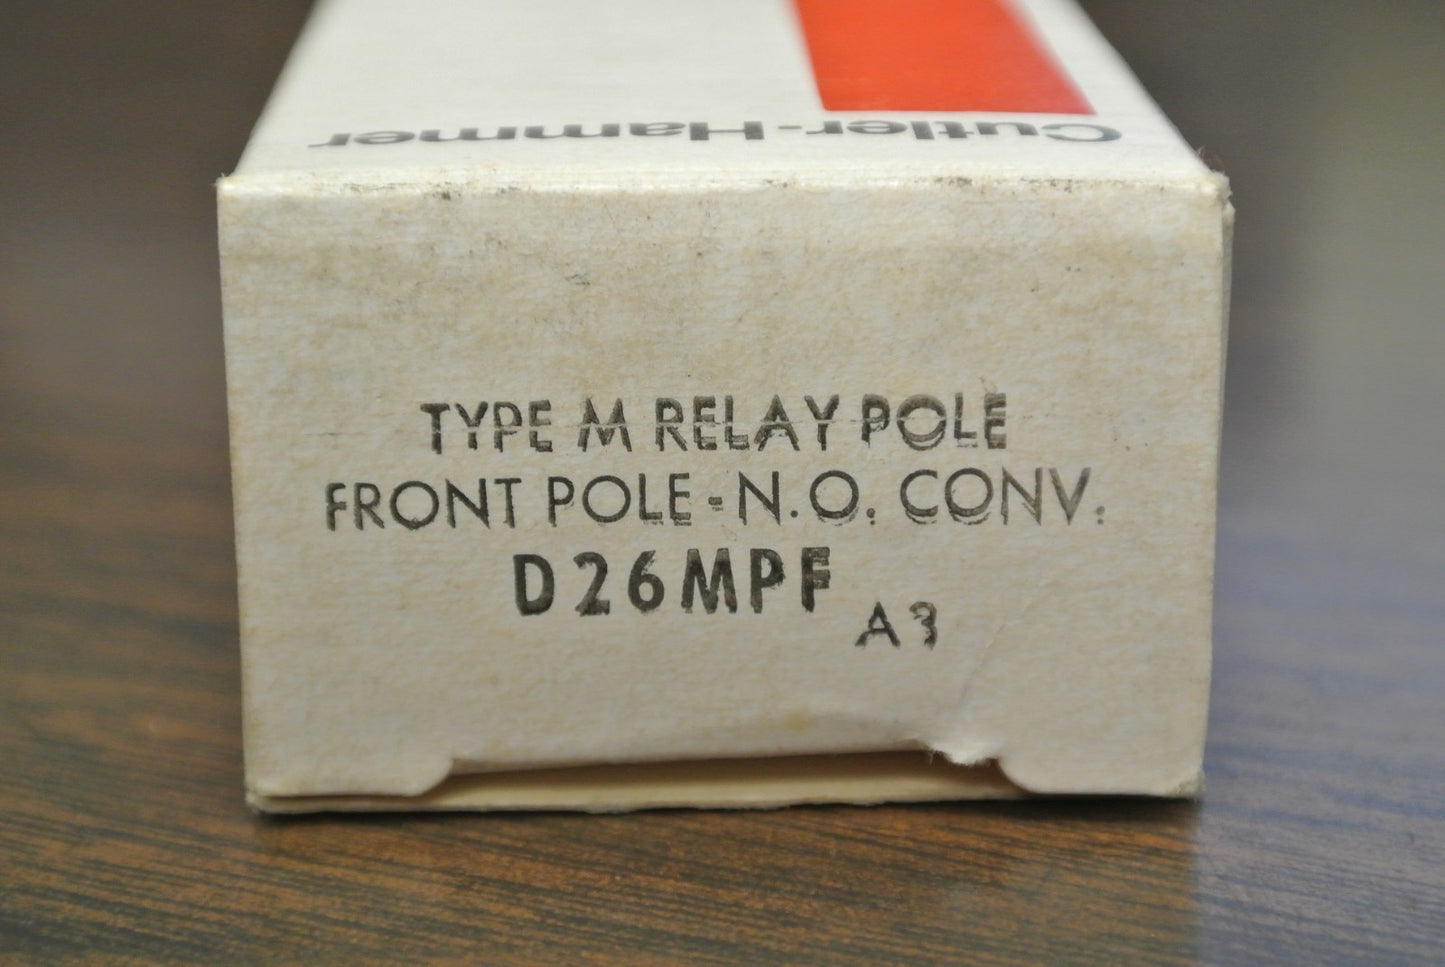 Cutler-Hammer
TYPE M RELAY POLE
FRONT POLE-N.O. CONV.
D26MPF
A3